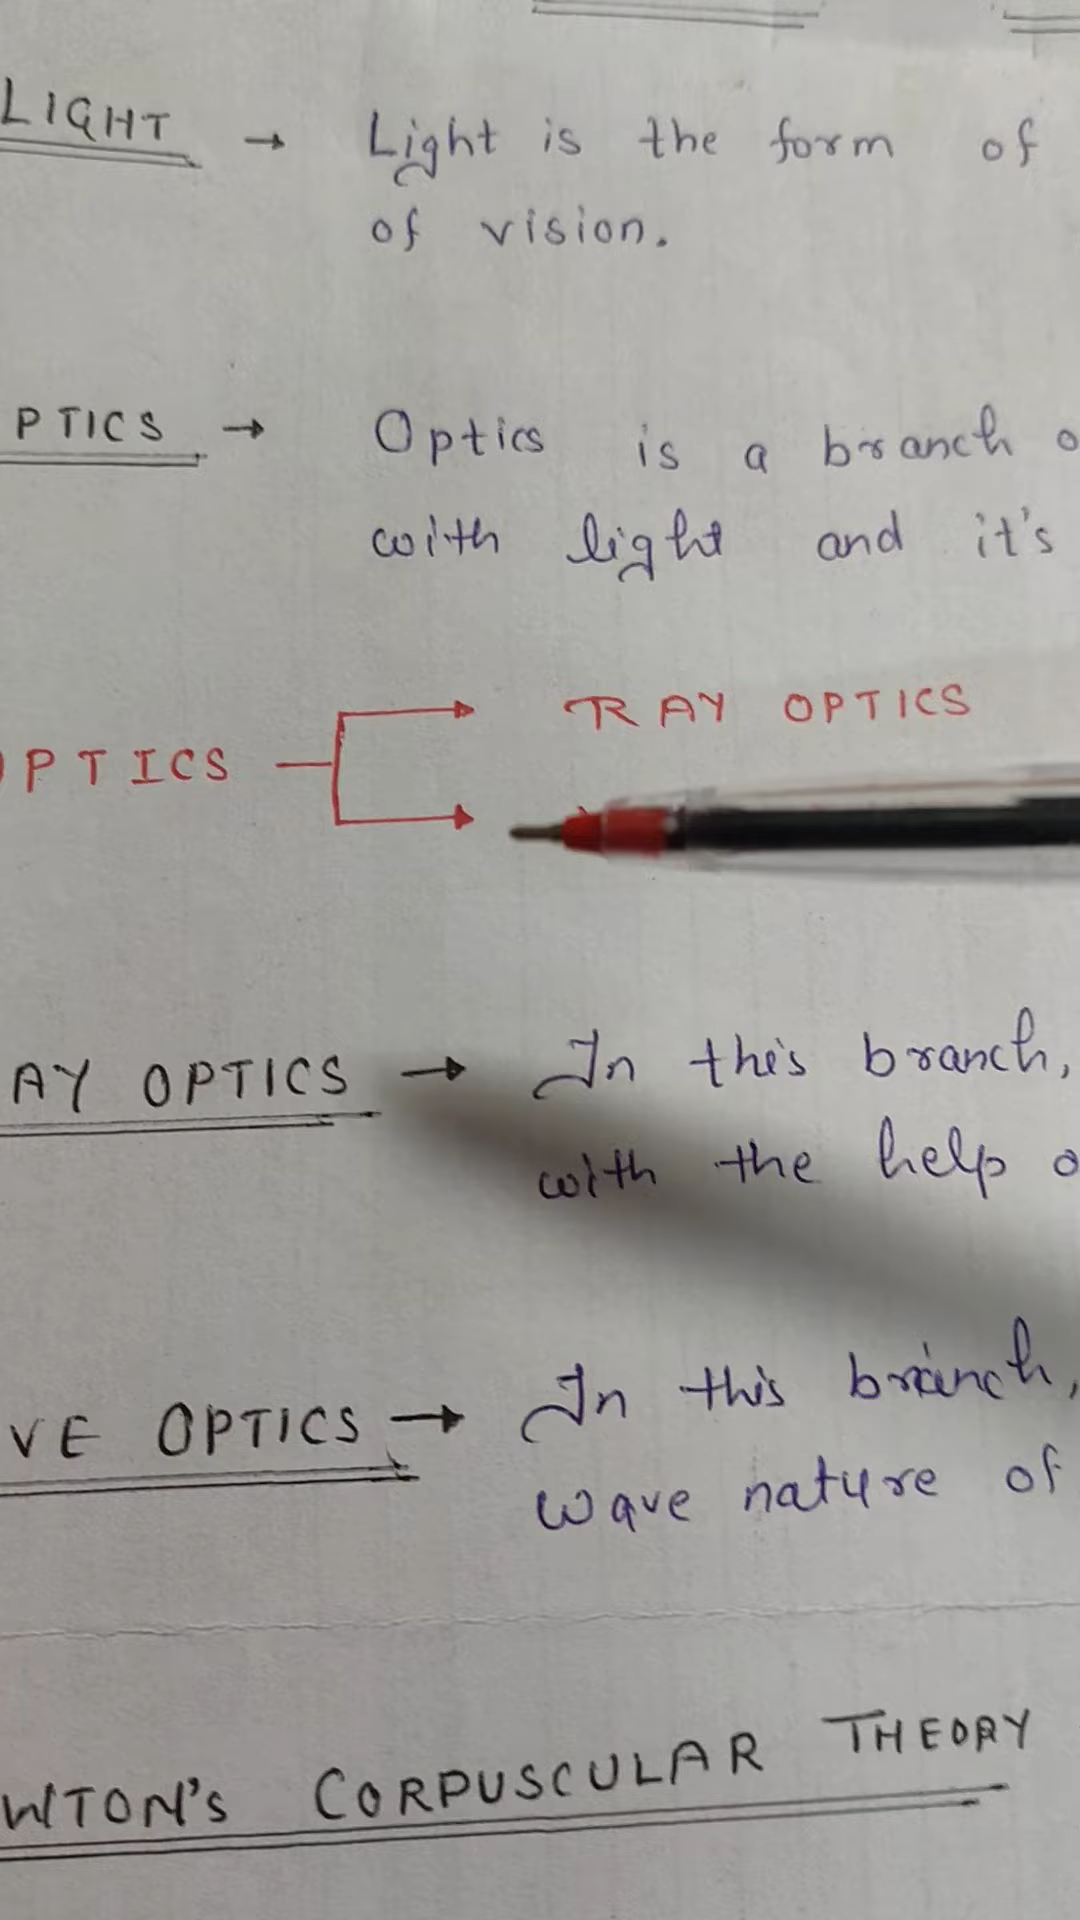 LIGHT → Light is the form of
of vision.
PTICS → Optics is a branch o
with light and it's
PTICS RAY OPTICS
AY OPTICS → In this branch,
with the help o
VE OPTICS → In this branch,
wave nature of
WTON's CORPUSCULAR THEORY